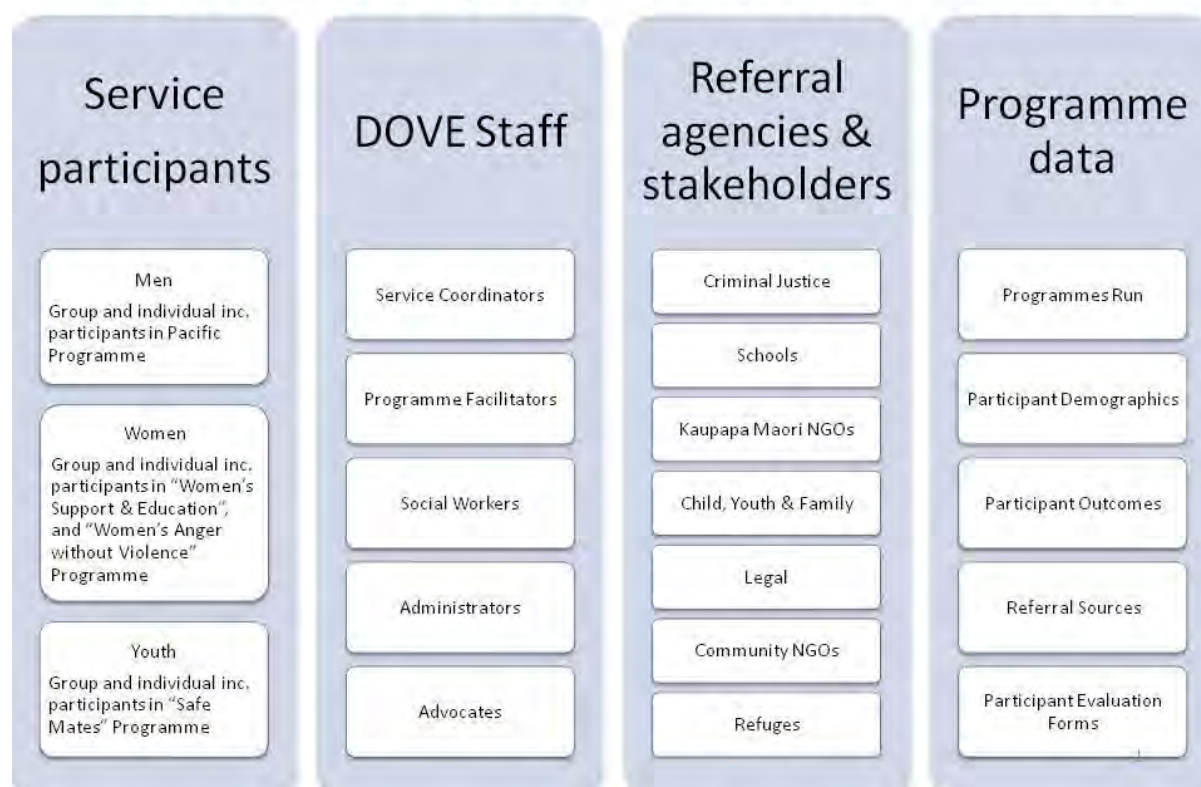 Service
participants
Men
Group and individual inc.
participants in Pacific
Programme
Women
Group and individual inc.
participants in “Women’s
Support & Education”,
and “Women’s Anger
without Violence”
Programme
Youth
Group and individual inc.
participants in “Safe
Mates” Programme
DOVE Staff
Service Coordinators
Programme Facilitators
Social Workers
Administrators
Advocates
Referral
agencies &
stakeholders
Criminal Justice
Schools
Kaupapa Maori NGOs
Child, Youth & Family
Legal
Community NGOs
Refuges
Programme
data
Programmes Run
Participant Demographics
Participant Outcomes
Referral Sources
Participant Evaluation
Forms